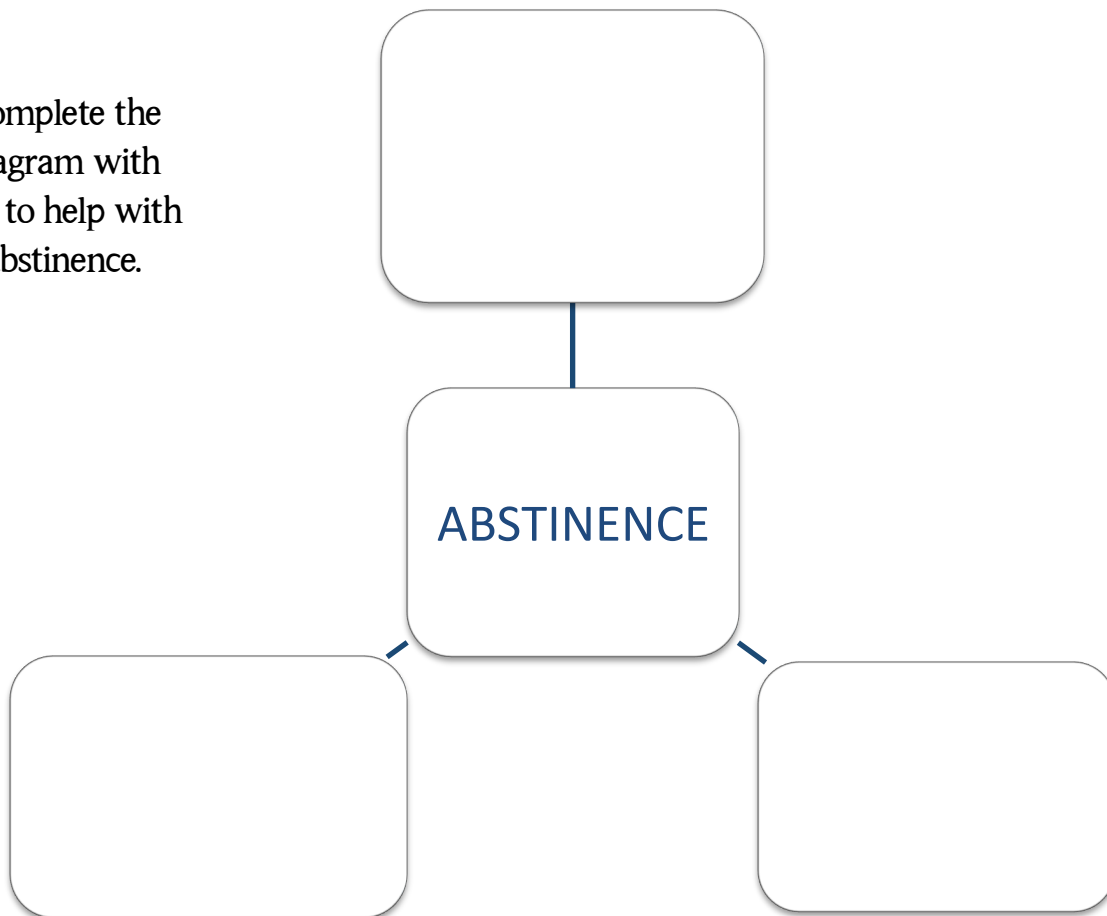 omplete the
agram with
to help with
bstinence.
ABSTINENCE